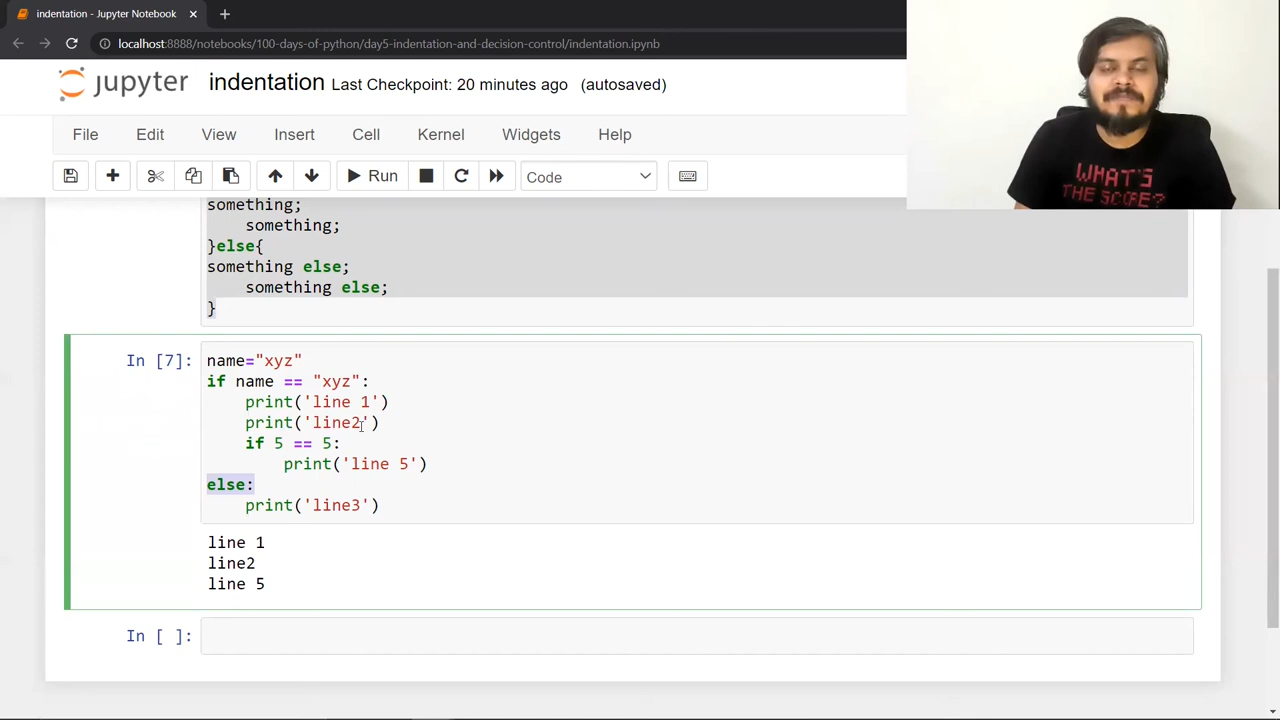 indentation - Jupyter Notebook
localhost:8888/notebooks/100-days-of-python/day5-indentation-and-decision-control/indentation.ipynb
jupyter indentation Last Checkpoint: 20 minutes ago (autosaved)
File Edit View Insert Cell Kernel Widgets Help
Run Code
WHAT'S
THE SCOPE?
something;
something;
}else{
something else;
something else;
}
In [7]:
name="xyz"
if name == "xyz":
print('line 1')
print('line2')
if 5 == 5:
print('line 5')
else:
print('line3')
line 1
line2
line 5
In [ ]: